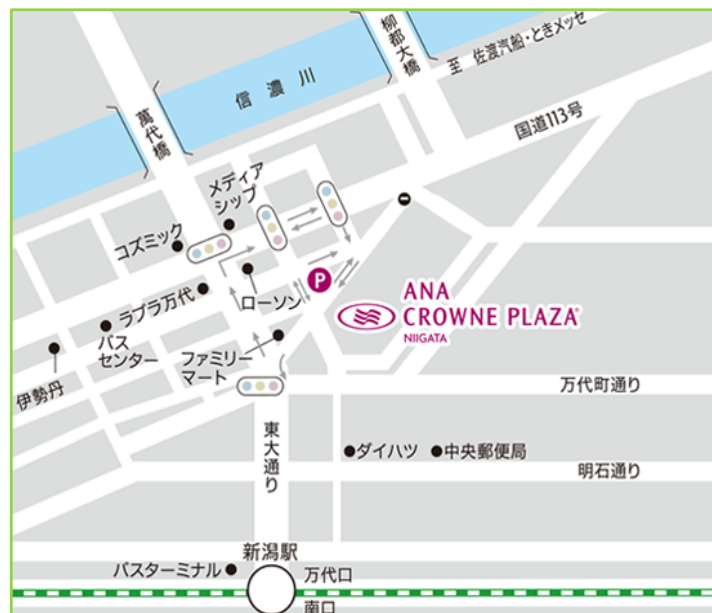 柳都大橋
至 佐渡汽船・ときメッセ
信濃川
萬代橋
国道113号
メディア
シップ
コズミック
P
ANA
CROWNE PLAZA
NIIGATA
ローソン
ラブラ万代
バス
センター
ファミリー
マート
伊勢丹
万代町通り
東大通り
ダイハツ
中央郵便局
明石通り
新潟駅
バスターミナル
万代口
南口